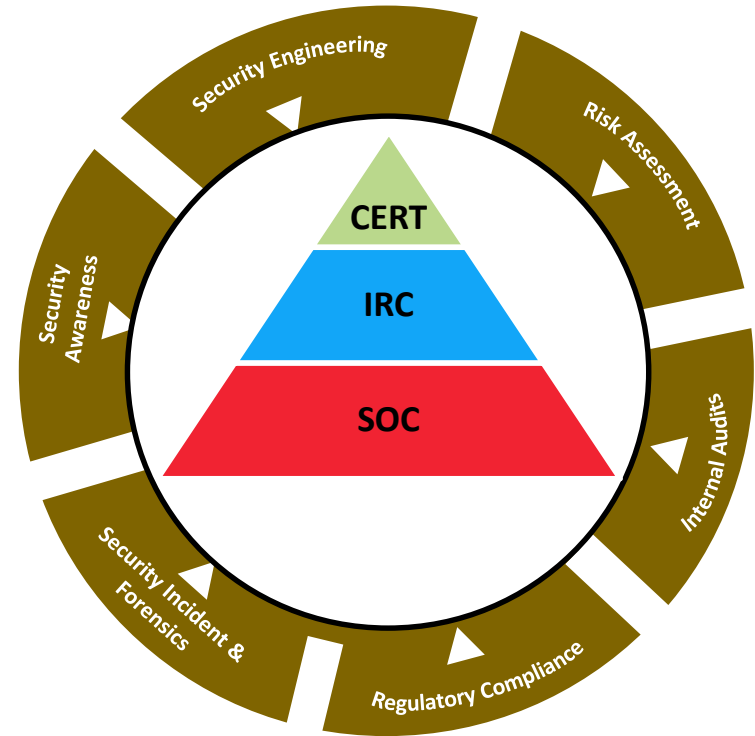 Security Engineering
Risk Assessment
Internal Audits
Regulatory Compliance
Security Incident &
Forensics
Security
Awareness
CERT
IRC
SOC